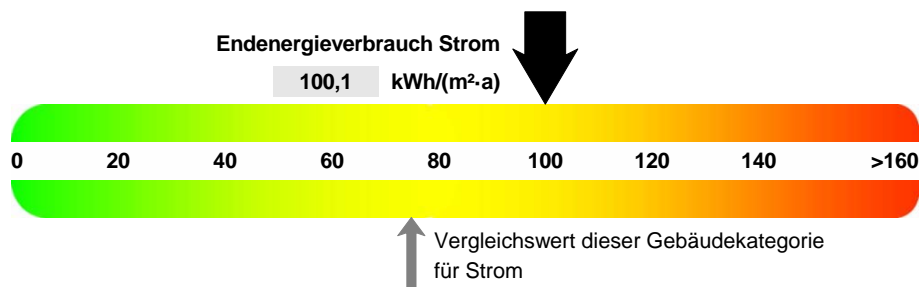 Endenergieverbrauch Strom
100,1 kWh/(m²·a)
0 20 40 60 80 100 120 140 >160
Vergleichswert dieser Gebäudekategorie
für Strom